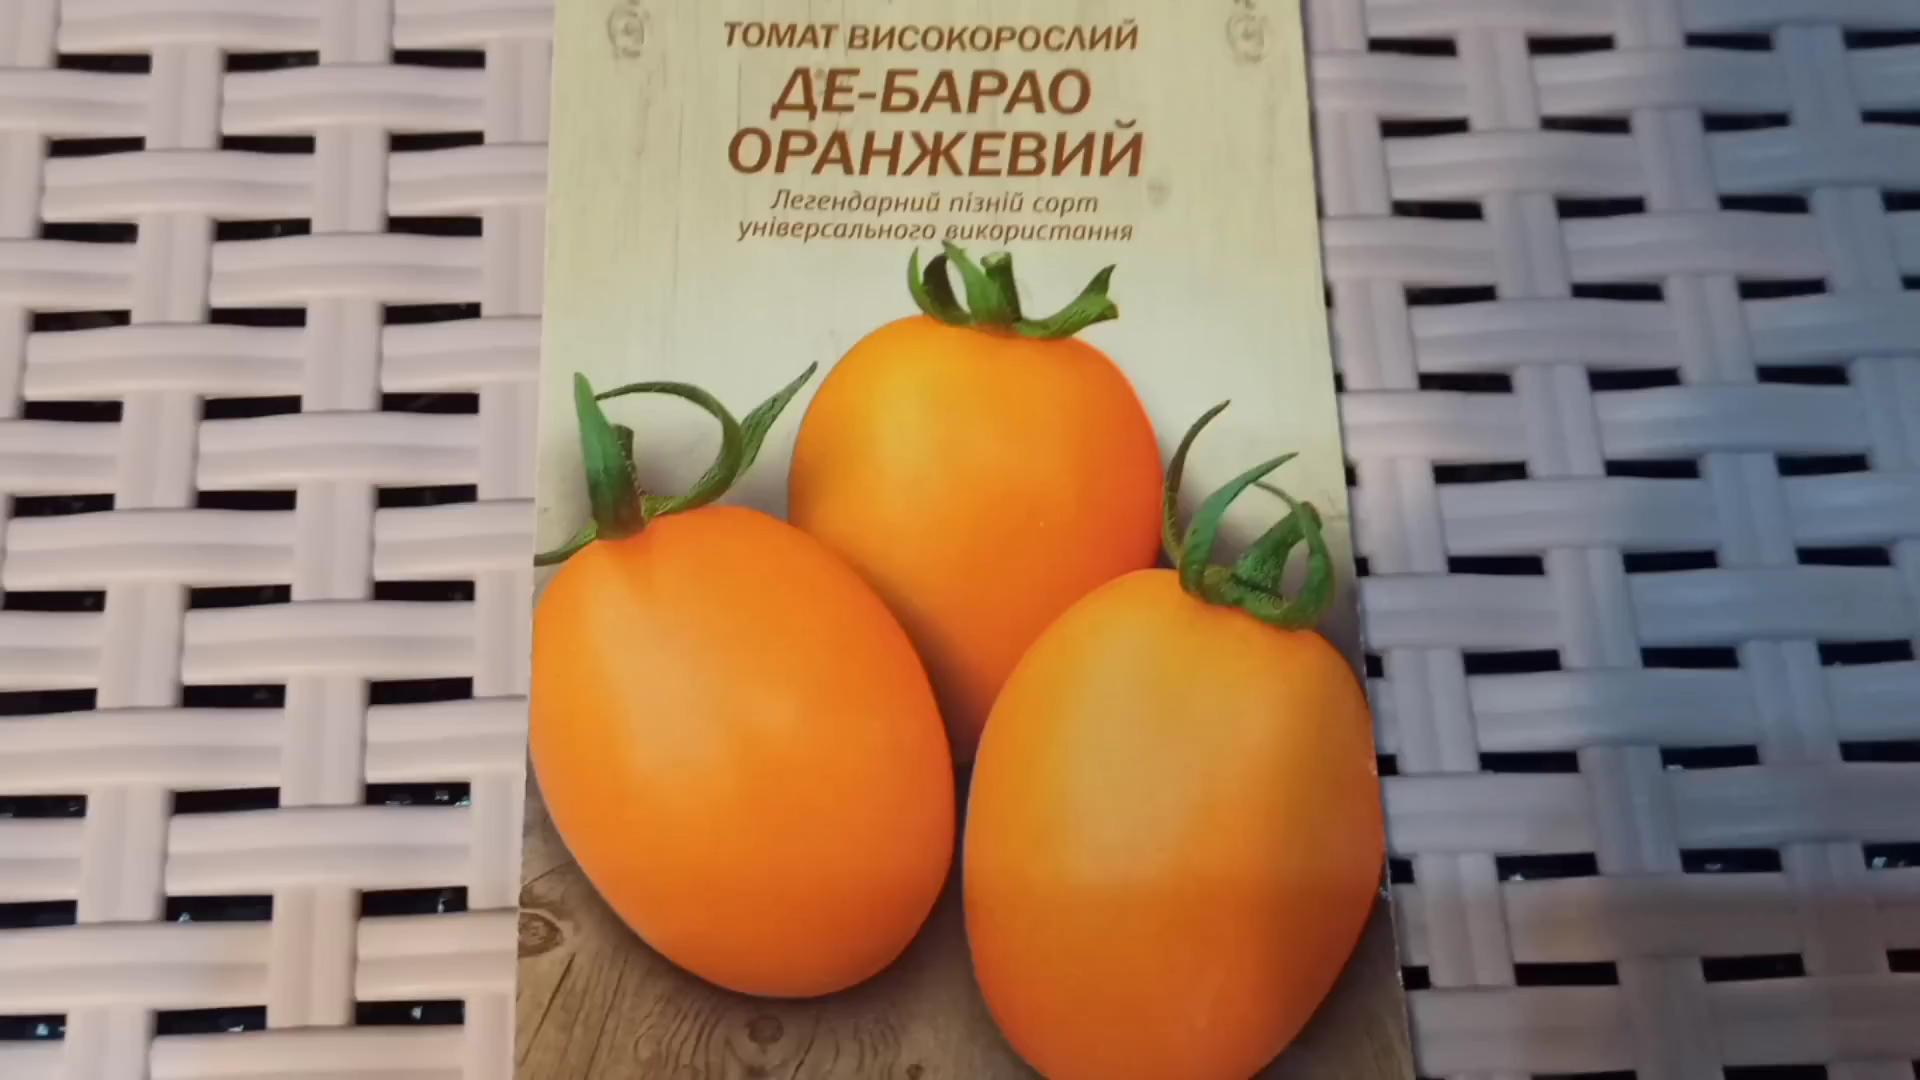 ТОМАТ ВИСОКОРОСЛИЙ
ДЕ-БАРАО
ОРАНЖЕВИЙ
Легендарний пізній сорт
універсального використання